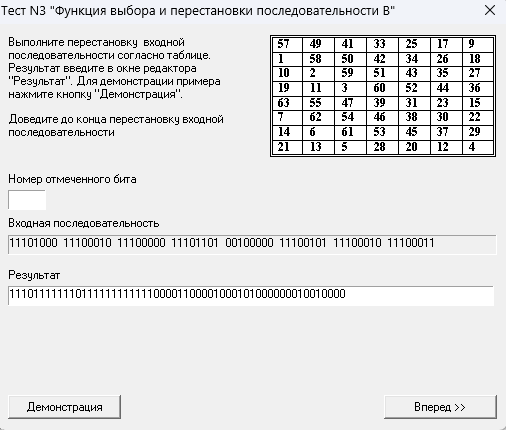 Тест N3 "Функция выбора и перестановки последовательности B"
Выполните перестановку входной
последовательности согласно таблице.
Результат введите в окне редактора
"Результат". Для демонстрации примера
нажмите кнопку "Демонстрация".
Доведите до конца перестановку входной
последовательности
57 49 41 33 25 17 9
1 58 50 42 34 26 18
10 2 59 51 43 35 27
19 11 3 60 52 44 36
63 55 47 39 31 23 15
7 62 54 46 38 30 22
14 6 61 53 45 37 29
21 13 5 28 20 12 4
Номер отмеченного бита
Входная последовательность
11101000 11100010 11100000 11101101 00100000 11100101 11100010 11100011
Результат
11101111111011111111111100001100001000101000000010010000
Демонстрация
Вперед >>